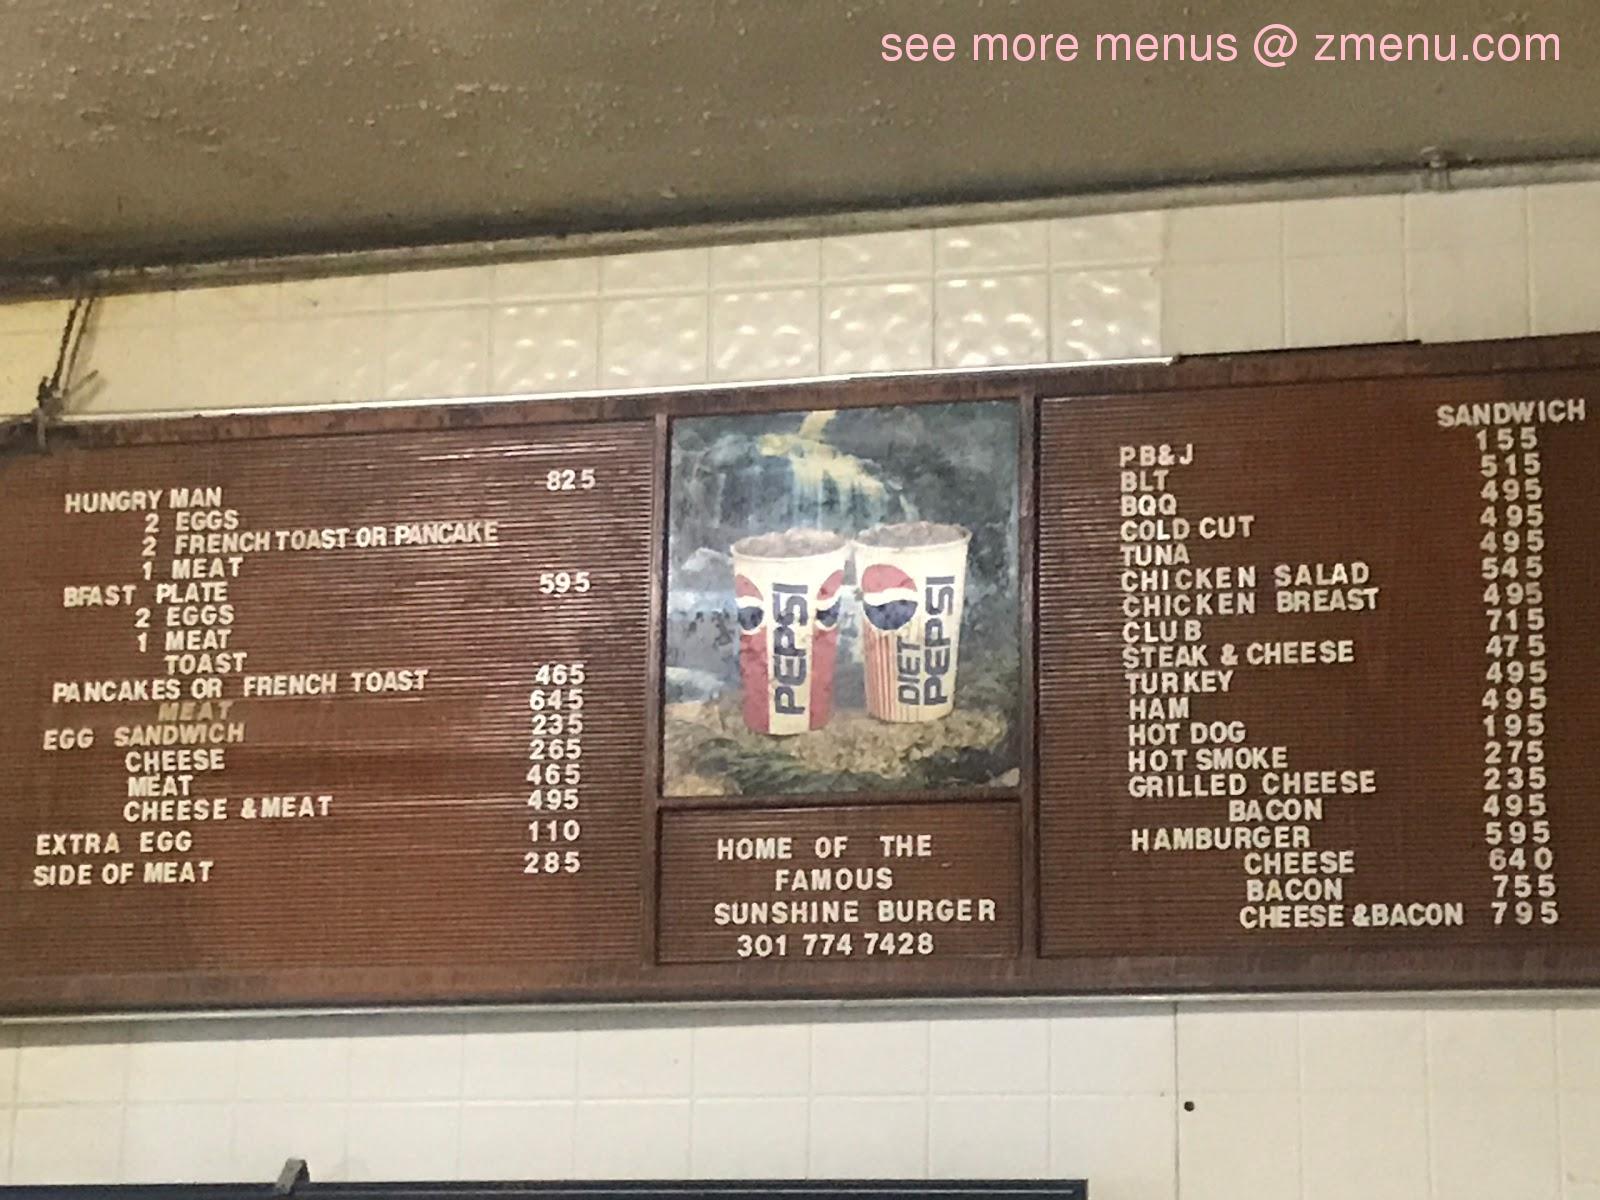 see more menus @ zmenu.com
HUNGRY MAN 825
2 EGGS
2 FRENCH TOAST OR PANCAKE
1 MEAT
BFAST PLATE 595
2 EGGS
1 MEAT
TOAST
PANCAKES OR FRENCH TOAST 465
MEAT 645
EGG SANDWICH 235
CHEESE 265
MEAT 465
CHEESE & MEAT 495
EXTRA EGG 110
SIDE OF MEAT 285
PEPSI
DIET PEPSI
HOME OF THE
FAMOUS
SUNSHINE BURGER
301 774 7428
SANDWICH
PB&J 155
BLT 515
BQQ 495
COLD CUT 495
TUNA 495
CHICKEN SALAD 545
CHICKEN BREAST 495
CLUB 715
STEAK & CHEESE 475
TURKEY 495
HAM 495
HOT DOG 195
HOT SMOKE 275
GRILLED CHEESE 235
BACON 495
HAMBURGER 595
CHEESE 640
BACON 755
CHEESE & BACON 795